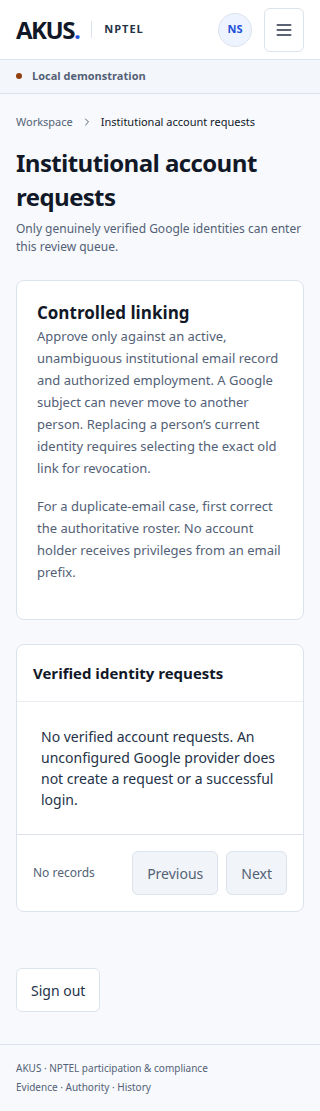 AKUS. NPTEL NS
Local demonstration
Workspace > Institutional account requests
Institutional account
requests
Only genuinely verified Google identities can enter
this review queue.
Controlled linking
Approve only against an active,
unambiguous institutional email record
and authorized employment. A Google
subject can never move to another
person. Replacing a person’s current
identity requires selecting the exact old
link for revocation.
For a duplicate-email case, first correct
the authoritative roster. No account
holder receives privileges from an email
prefix.
Verified identity requests
No verified account requests. An
unconfigured Google provider does
not create a request or a successful
login.
No records Previous Next
Sign out
AKUS · NPTEL participation & compliance
Evidence · Authority · History